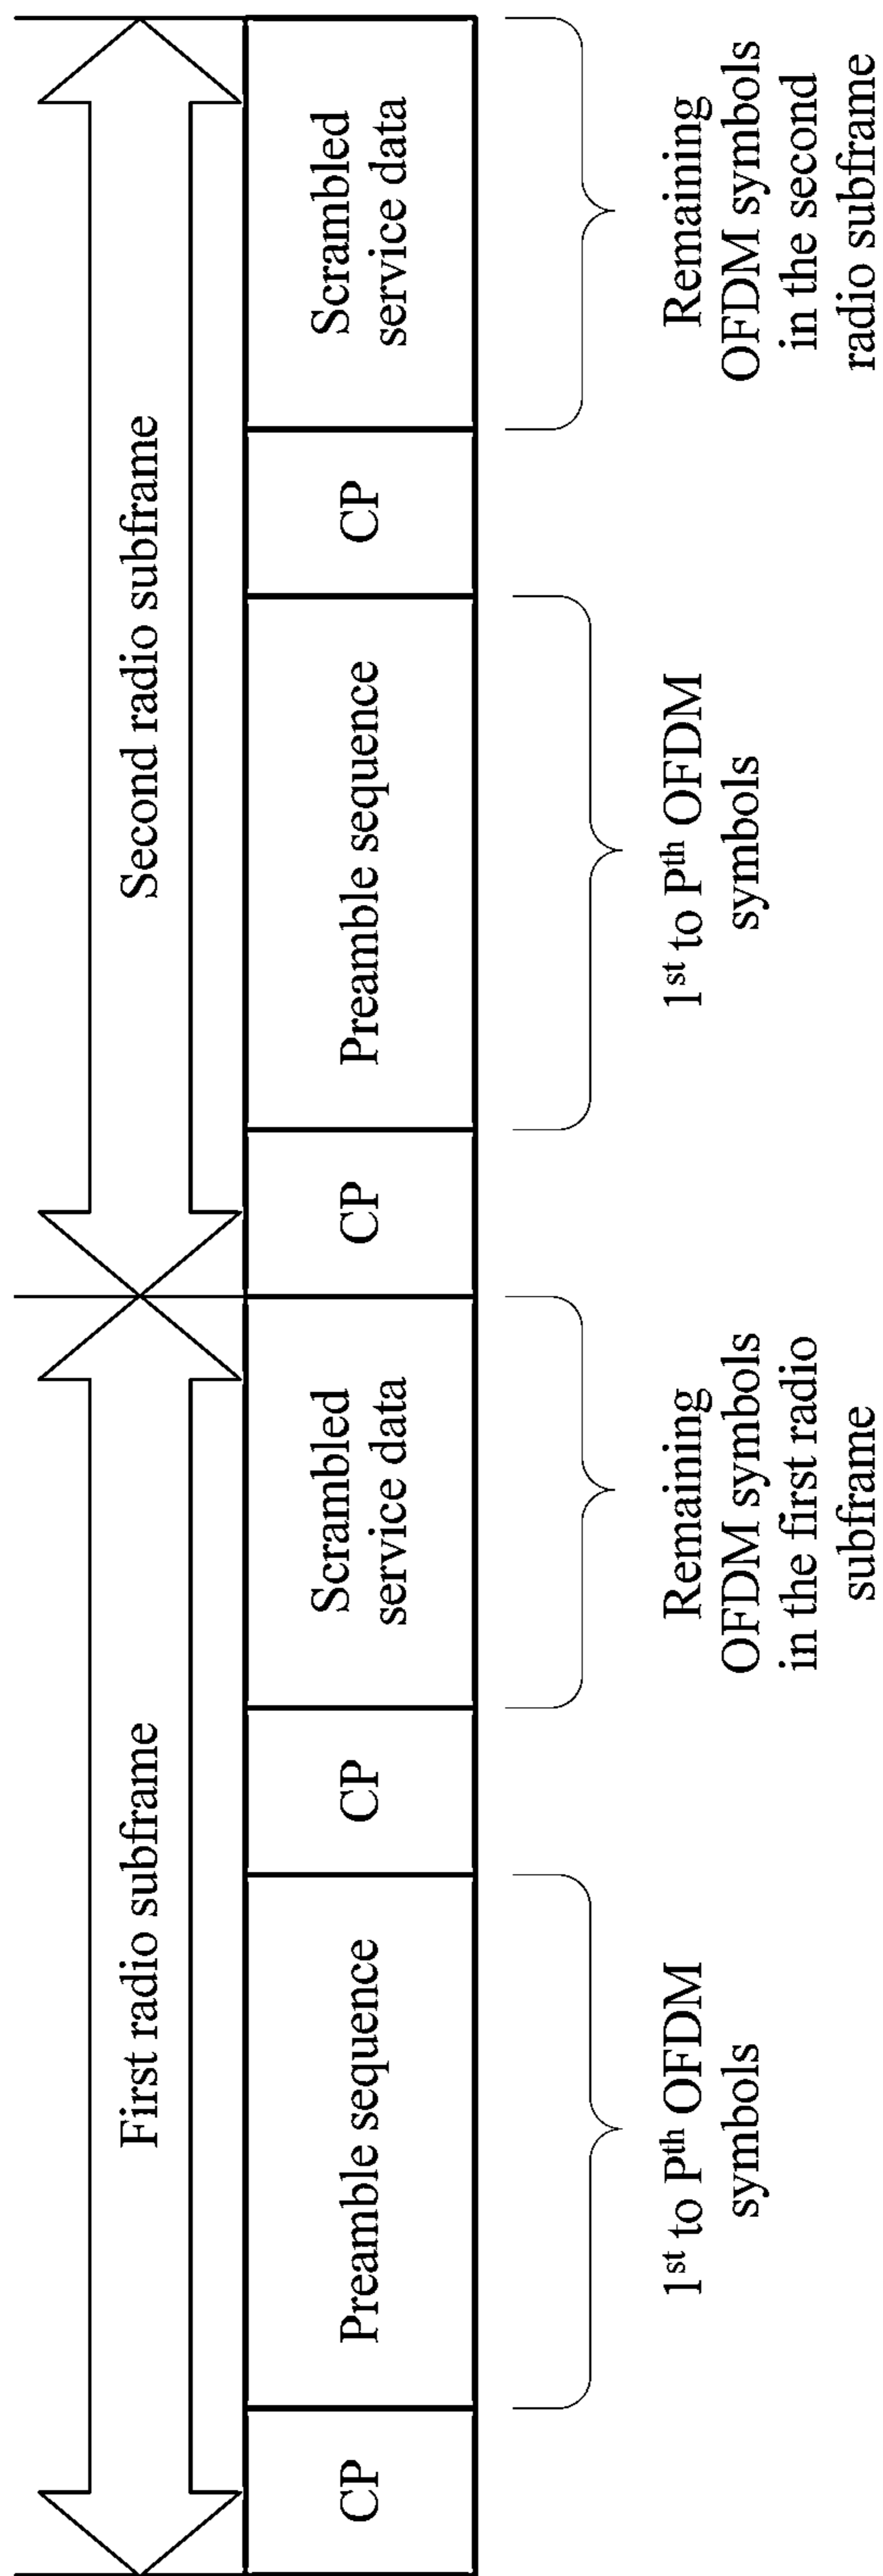 First radio subframe
Second radio subframe
CP
Preamble sequence
CP
Scrambled
service data
CP
Preamble sequence
CP
Scrambled
service data
1st to Pth OFDM
symbols
Remaining
OFDM symbols
in the first radio
subframe
1st to Pth OFDM
symbols
Remaining
OFDM symbols
in the second
radio subframe